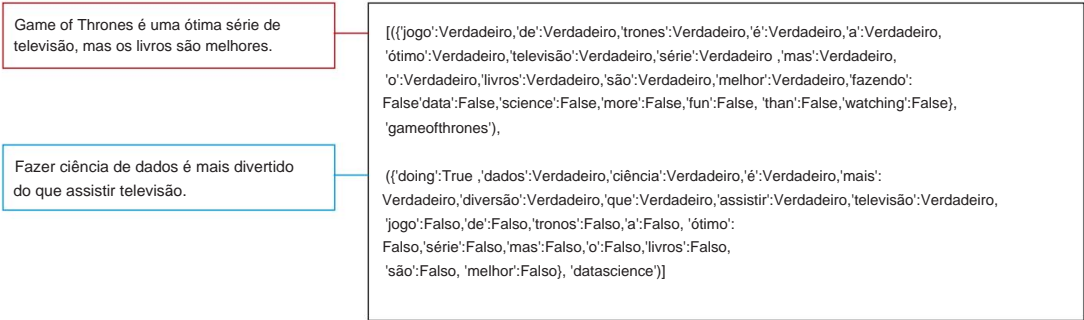 Game of Thrones é uma ótima série de
televisão, mas os livros são melhores.
[({'jogo':Verdadeiro,'de':Verdadeiro,'trones':Verdadeiro,'é':Verdadeiro,'a':Verdadeiro,
'ótimo':Verdadeiro,'televisão':Verdadeiro,'série':Verdadeiro ,'mas':Verdadeiro,
'o':Verdadeiro,'livros':Verdadeiro,'são':Verdadeiro,'melhor':Verdadeiro,'fazendo':
False'data':False,'science':False,'more':False,'fun':False, 'than':False,'watching':False},
'gameofthrones'),
Fazer ciência de dados é mais divertido
do que assistir televisão.
({'doing':True ,'dados':Verdadeiro,'ciência':Verdadeiro,'é':Verdadeiro,'mais':
Verdadeiro,'diversão':Verdadeiro,'que':Verdadeiro,'assistir':Verdadeiro,'televisão':Verdadeiro,
'jogo':Falso,'de':Falso,'tronos':Falso,'a':Falso, 'ótimo':
Falso,'série':Falso,'mas':Falso,'o':Falso,'livros':Falso,
'são':Falso, 'melhor':Falso}, 'datascience')]